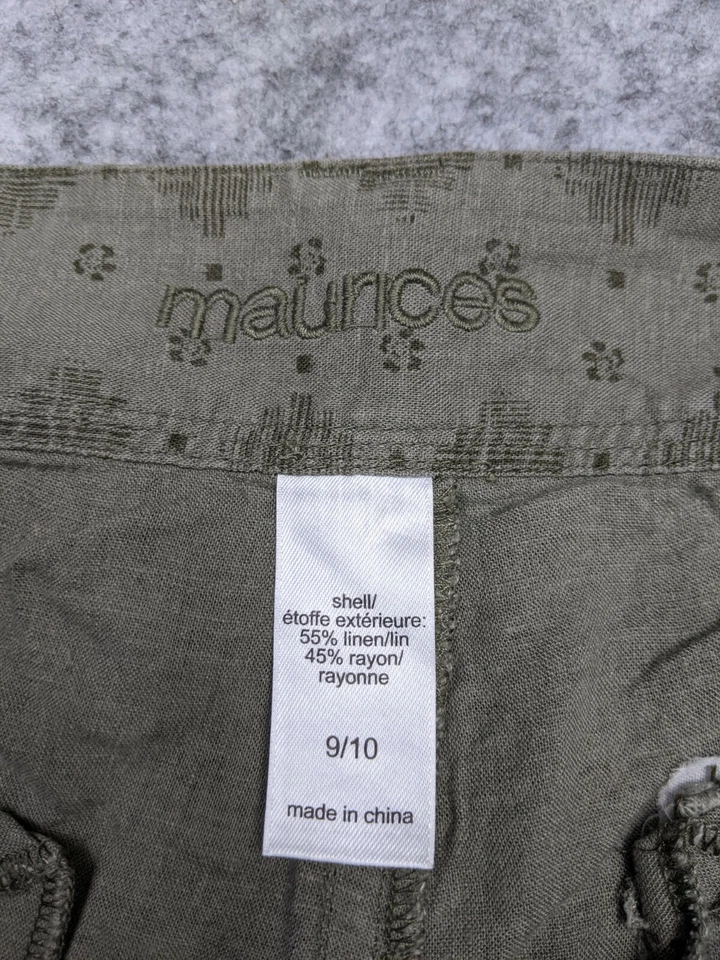 maurices
shell/
étoffe extérieure:
55% linen/lin
45% rayon/
rayonne
9/10
made in china